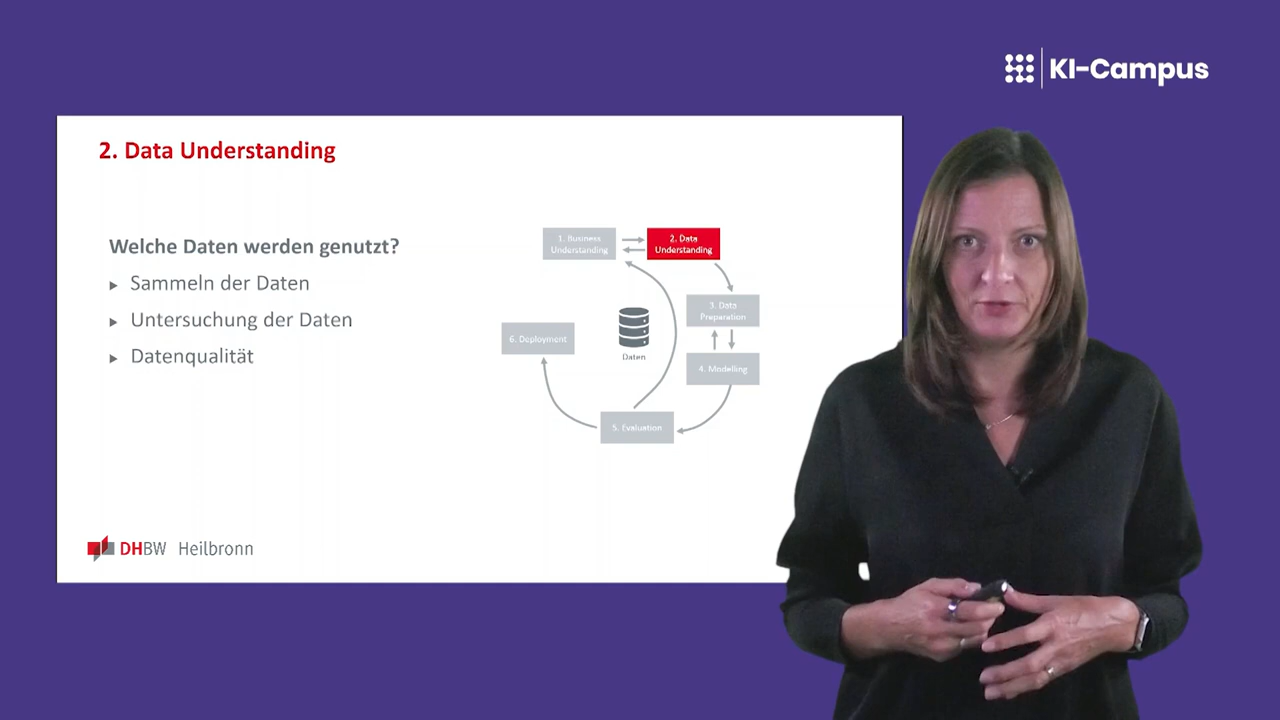 KI-Campus
2. Data Understanding
Welche Daten werden genutzt?
Sammeln der Daten
Untersuchung der Daten
Datenqualität
1. Business
Understanding
2. Data
Understanding
3. Data
Preparation
4. Modelling
5. Evaluation
6. Deployment
Daten
DHBW Heilbronn